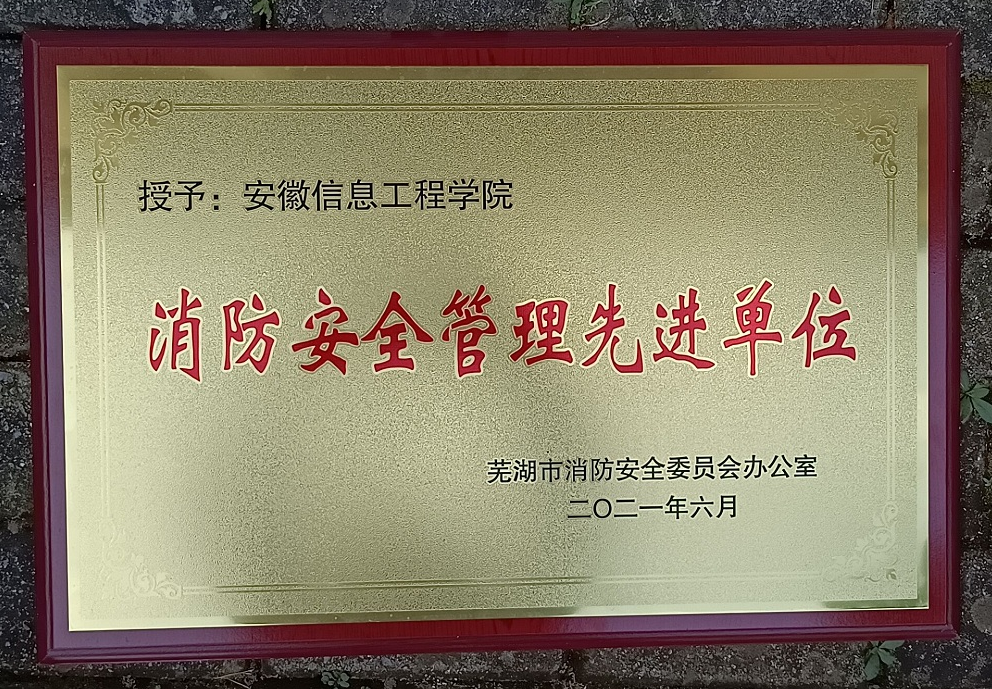 授予：安徽信息工程学院
消防安全管理先进单位
芜湖市消防安全委员会办公室
二〇二一年六月